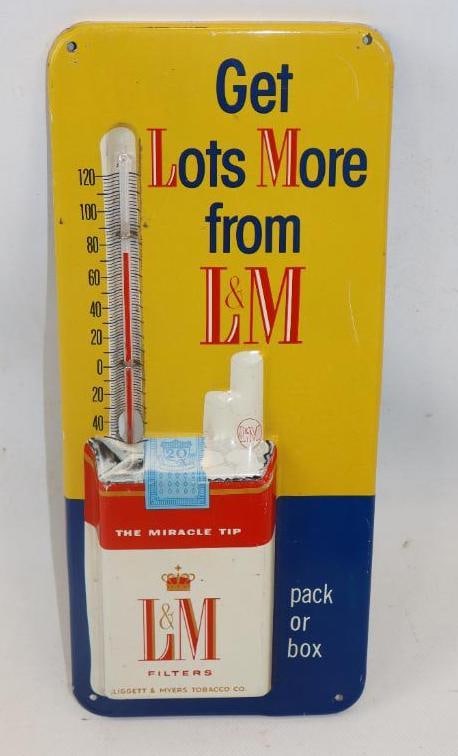 Get
Lots More
from
L&M
120
100
80
60
40
20
0
20
40
L&M
20
THE MIRACLE TIP
L&M
FILTERS
LIGGETT & MYERS TOBACCO CO.
pack
or
box